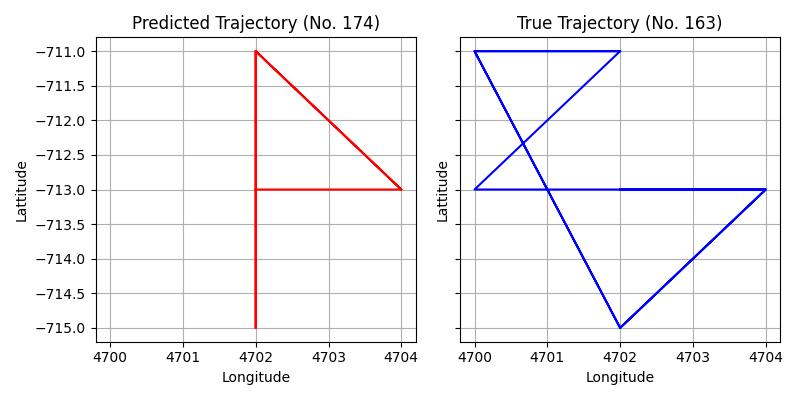 Predicted Trajectory (No. 174)
−711.0
−711.5
−712.0
−712.5
−713.0
−713.5
−714.0
−714.5
−715.0
Lattitude
4700 4701 4702 4703 4704
Longitude
True Trajectory (No. 163)
Lattitude
4700 4701 4702 4703 4704
Longitude